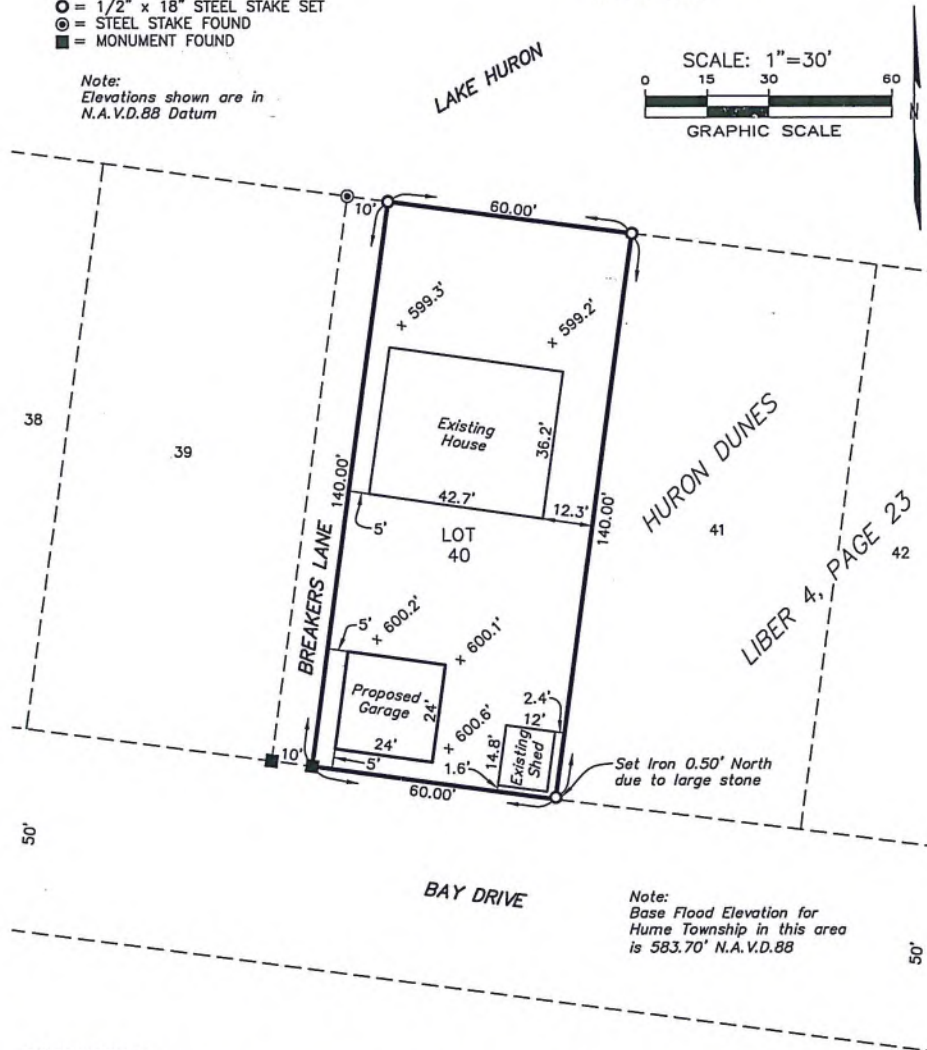 O = 1/2" x 18" STEEL STAKE SET
◉ = STEEL STAKE FOUND
■ = MONUMENT FOUND
Note:
Elevations shown are in
N.A.V.D.88 Datum
LAKE HURON
SCALE: 1"=30'
0 15 30 60
GRAPHIC SCALE
N
10'
60.00'
599.3'
599.2'
38
39
Existing
House
36.2'
42.7'
12.3'
5'
140.00'
140.00'
LOT
40
BREAKERS LANE
HURON DUNES
41
LIBER 4, PAGE 23
42
5'
600.2'
600.1'
Proposed
Garage
24'
24'
5'
600.6'
2.4'
12'
14.8'
Existing
Shed
1.6'
10'
60.00'
Set Iron 0.50' North
due to large stone
50'
BAY DRIVE
Note:
Base Flood Elevation for
Hume Township in this area
is 583.70' N.A.V.D.88
50'